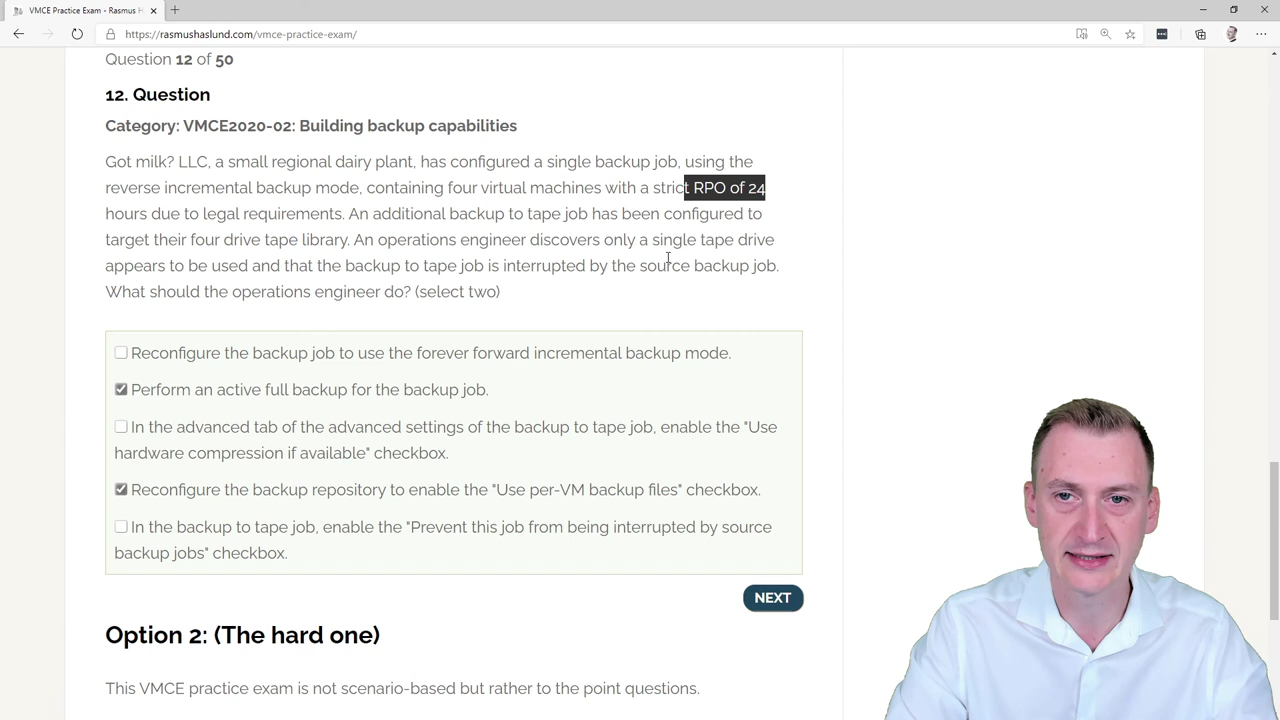 VMCE Practice Exam - Rasmus H
https://rasmushaslund.com/vmce-practice-exam/
Question 12 of 50
12. Question
Category: VMCE2020-02: Building backup capabilities
Got milk? LLC, a small regional dairy plant, has configured a single backup job, using the
reverse incremental backup mode, containing four virtual machines with a strict RPO of 24
hours due to legal requirements. An additional backup to tape job has been configured to
target their four drive tape library. An operations engineer discovers only a single tape drive
appears to be used and that the backup to tape job is interrupted by the source backup job.
What should the operations engineer do? (select two)
Reconfigure the backup job to use the forever forward incremental backup mode.
Perform an active full backup for the backup job.
In the advanced tab of the advanced settings of the backup to tape job, enable the "Use
hardware compression if available" checkbox.
Reconfigure the backup repository to enable the "Use per-VM backup files" checkbox.
In the backup to tape job, enable the "Prevent this job from being interrupted by source
backup jobs" checkbox.
NEXT
Option 2: (The hard one)
This VMCE practice exam is not scenario-based but rather to the point questions.